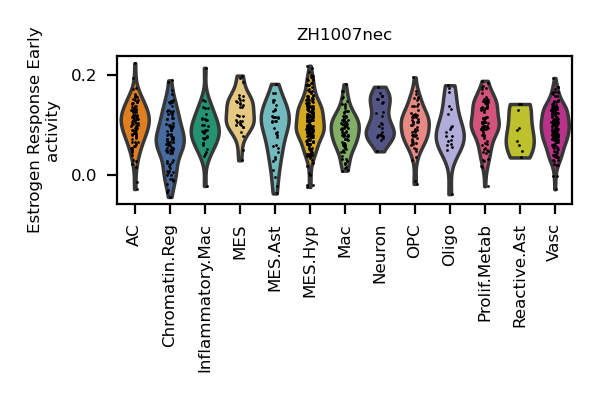 ZH1007nec
Estrogen Response Early
activity
0.2
0.0
AC
Chromatin.Reg
Inflammatory.Mac
MES
MES.Ast
MES.Hyp
Mac
Neuron
OPC
Oligo
Prolif.Metab
Reactive.Ast
Vasc